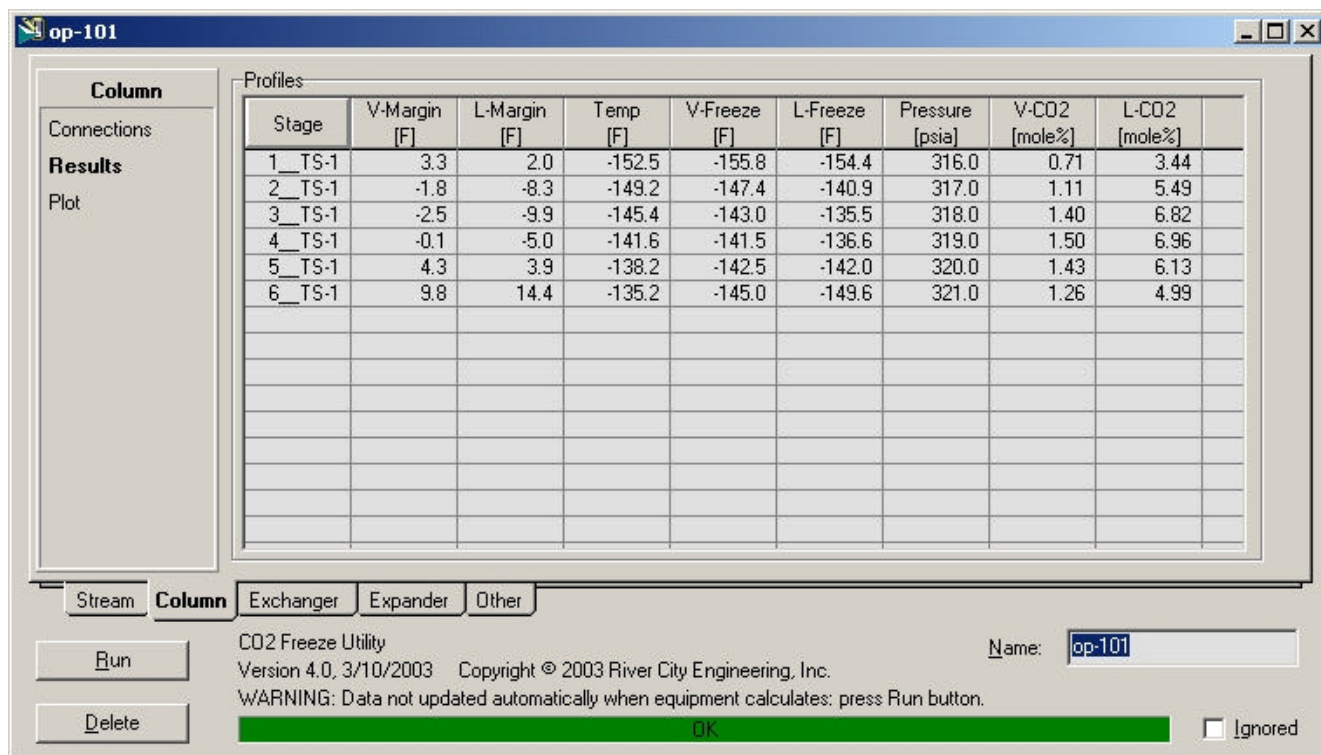 op-101
Column
Connections
Results
Plot
Profiles
Stage V-Margin [F] L-Margin [F] Temp [F] V-Freeze [F] L-Freeze [F] Pressure [psia] V-CO2 [mole%] L-CO2 [mole%]
1__TS-1 3.3 2.0 -152.5 -155.8 -154.4 316.0 0.71 3.44
2__TS-1 -1.8 -8.3 -149.2 -147.4 -140.9 317.0 1.11 5.49
3__TS-1 -2.5 -9.9 -145.4 -143.0 -135.5 318.0 1.40 6.82
4__TS-1 -0.1 -5.0 -141.6 -141.5 -136.6 319.0 1.50 6.96
5__TS-1 4.3 3.9 -138.2 -142.5 -142.0 320.0 1.43 6.13
6__TS-1 9.8 14.4 -135.2 -145.0 -149.6 321.0 1.26 4.99
Stream Column Exchanger Expander Other
Run
Delete
CO2 Freeze Utility
Version 4.0, 3/10/2003 Copyright © 2003 River City Engineering, Inc.
WARNING: Data not updated automatically when equipment calculates: press Run button.
OK
Name: op-101
Ignored